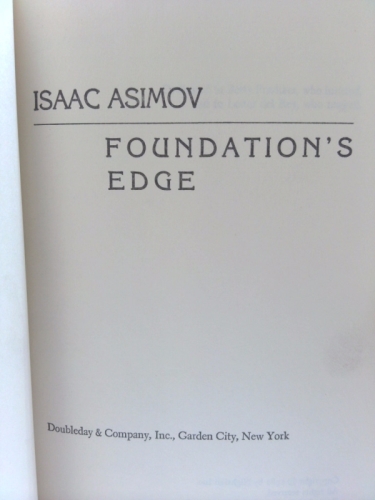 ISAAC ASIMOV
FOUNDATION'S
EDGE
Doubleday & Company, Inc., Garden City, New York